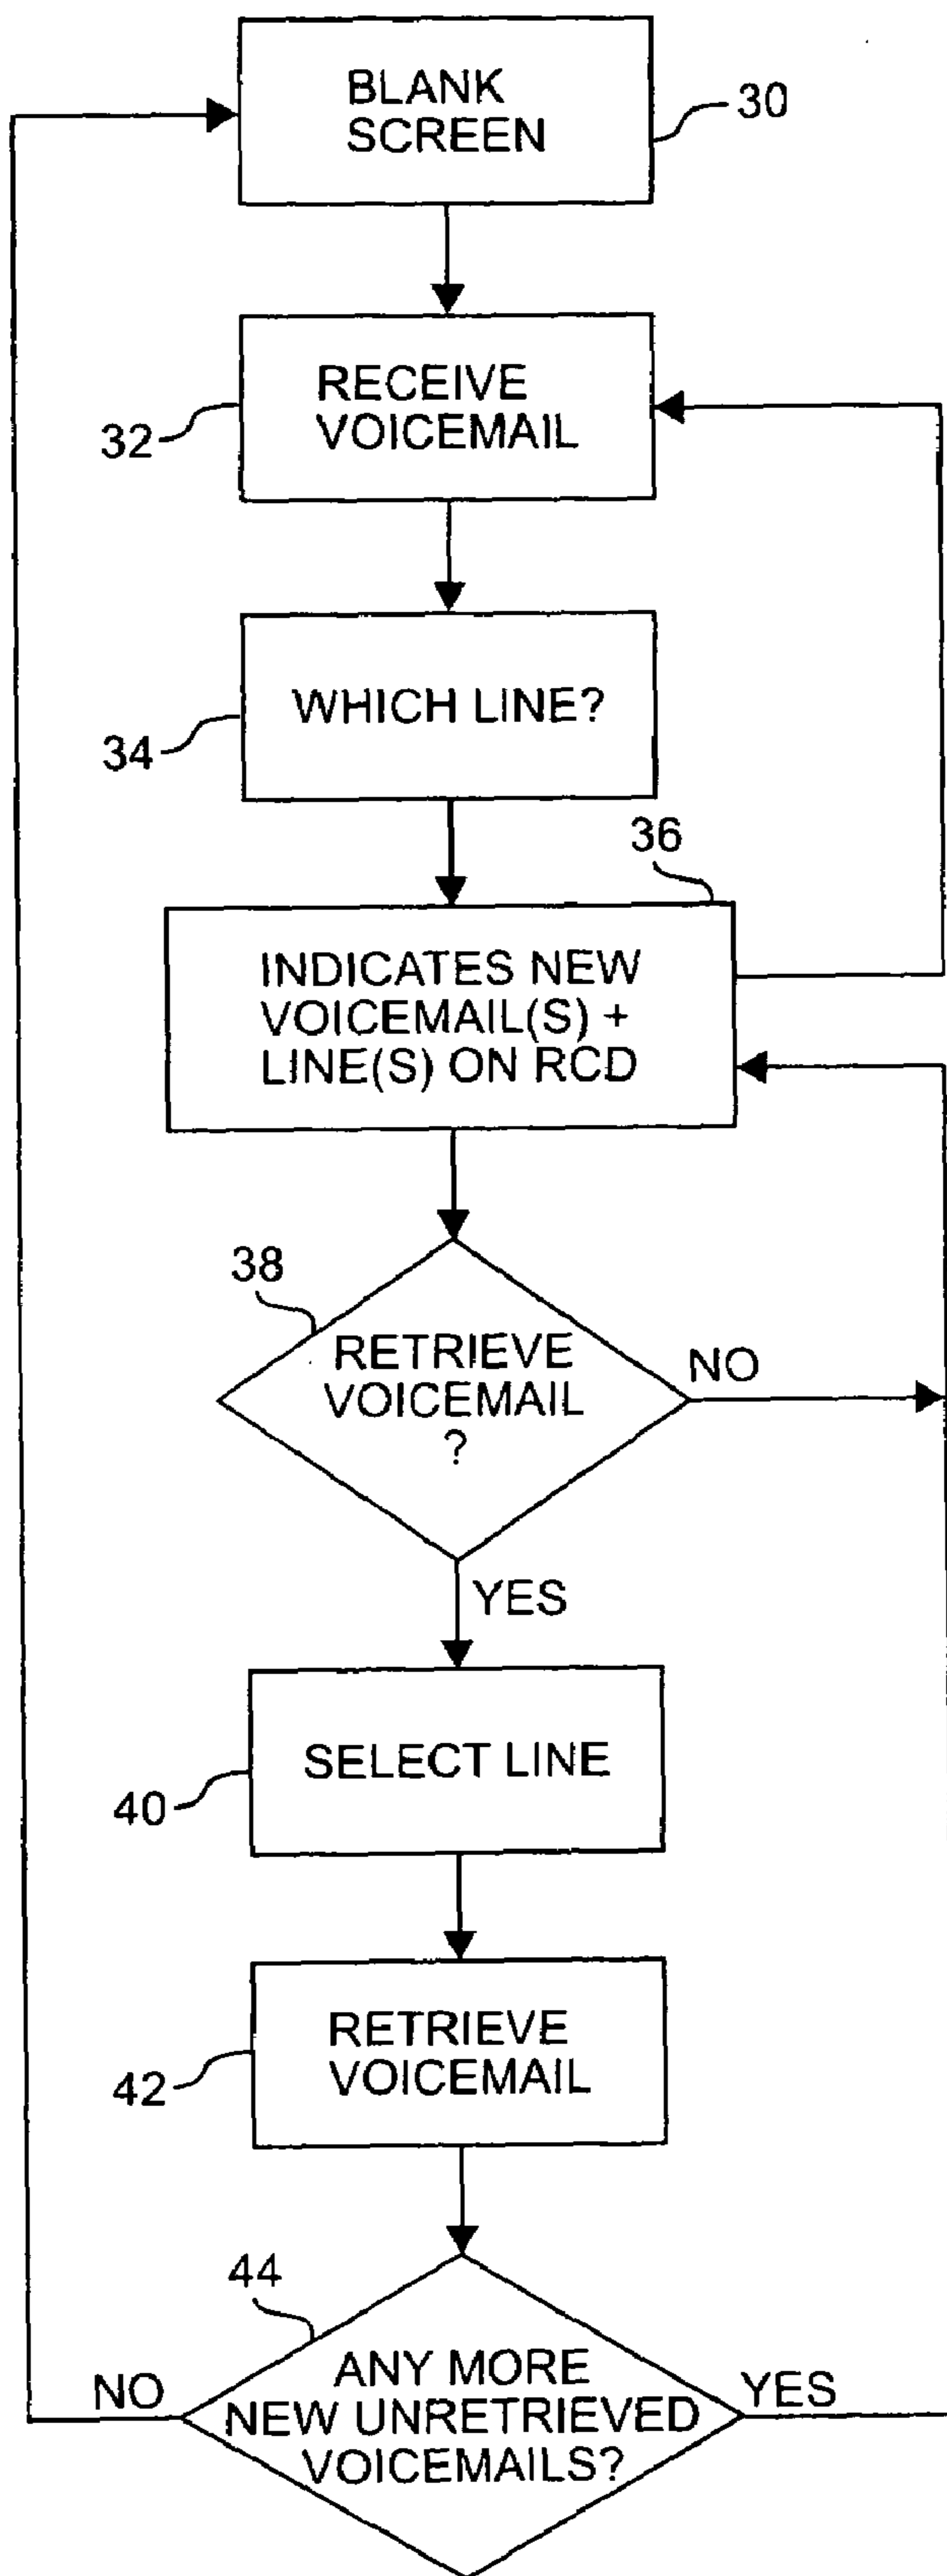 BLANK
SCREEN
30
RECEIVE
VOICEMAIL
32
WHICH LINE?
34
36
INDICATES NEW
VOICEMAIL(S) +
LINE(S) ON RCD
38
RETRIEVE
VOICEMAIL
?
NO
YES
SELECT LINE
40
RETRIEVE
VOICEMAIL
42
44
ANY MORE
NEW UNRETRIEVED
VOICEMAILS?
NO
YES